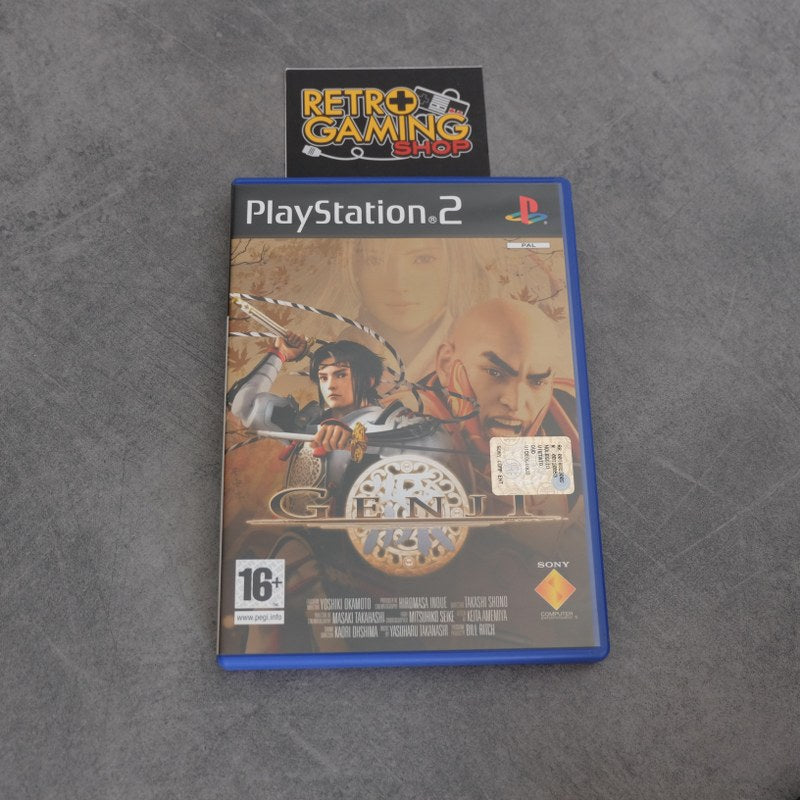 RETRO
GAMING
SHOP
PlayStation®2
PAL
GENJI
16+
www.pegi.info
YOSHIKI OKAMOTO HIROMASA INOUE TAKASHI SHONO
MASAKI TAKAHASHI MITSUHIKO SEIKE KEITA AMEMIYA
KAORI OHSHIMA YASUHARU TAKANASHI BILL RITCH
SONY
COMPUTER